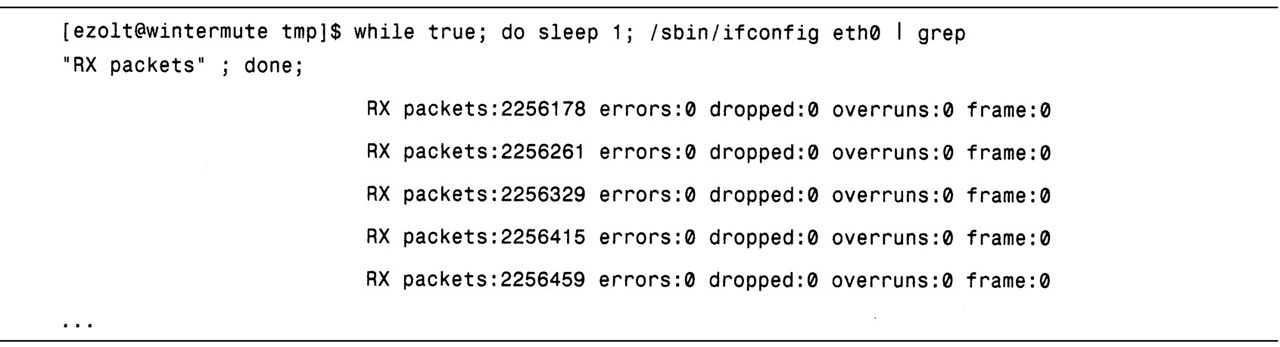 [ezolt@wintermute tmp]$ while true; do sleep 1; /sbin/ifconfig eth0 | grep
"RX packets" ; done;
RX packets:2256178 errors:0 dropped:0 overruns:0 frame:0
RX packets:2256261 errors:0 dropped:0 overruns:0 frame:0
RX packets:2256329 errors:0 dropped:0 overruns:0 frame:0
RX packets:2256415 errors:0 dropped:0 overruns:0 frame:0
RX packets:2256459 errors:0 dropped:0 overruns:0 frame:0
...